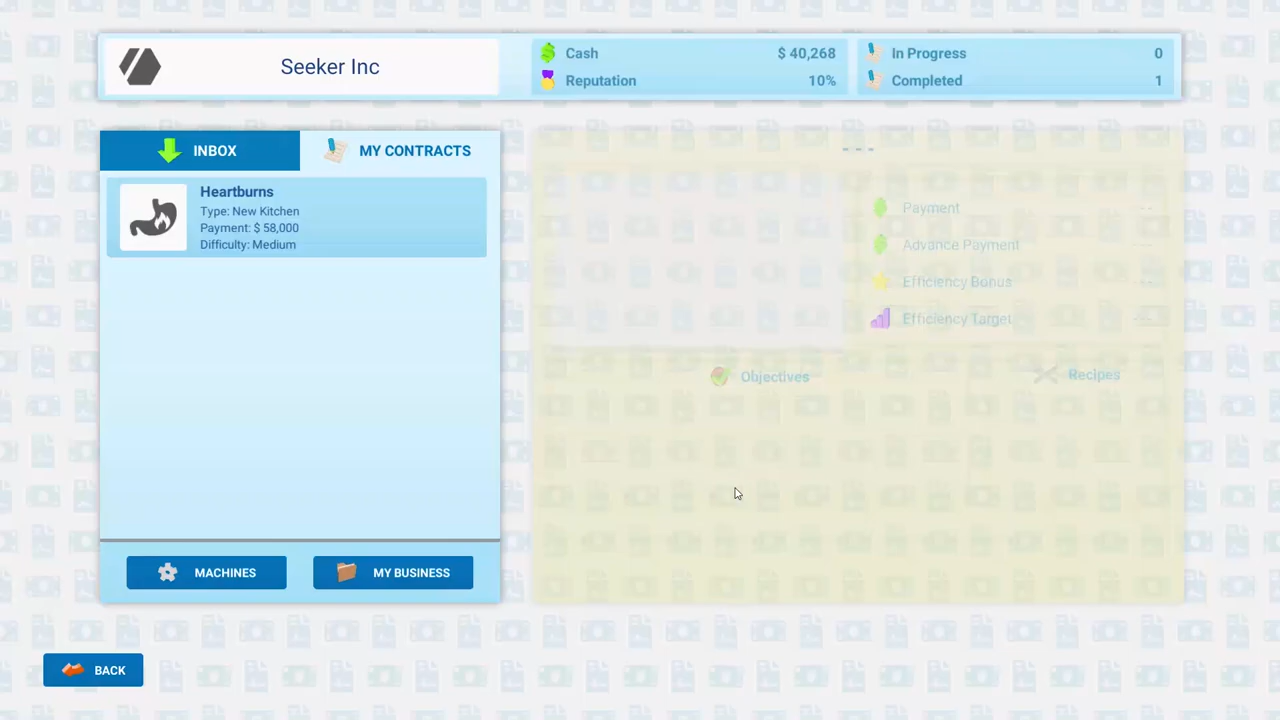 Seeker Inc
Cash $ 40,268
Reputation 10%
In Progress 0
Completed 1
INBOX
MY CONTRACTS
Heartburns
Type: New Kitchen
Payment: $ 58,000
Difficulty: Medium
MACHINES
MY BUSINESS
---
Payment --
Advance Payment ---
Efficiency Bonus ---
Efficiency Target ---
Objectives
Recipes
BACK